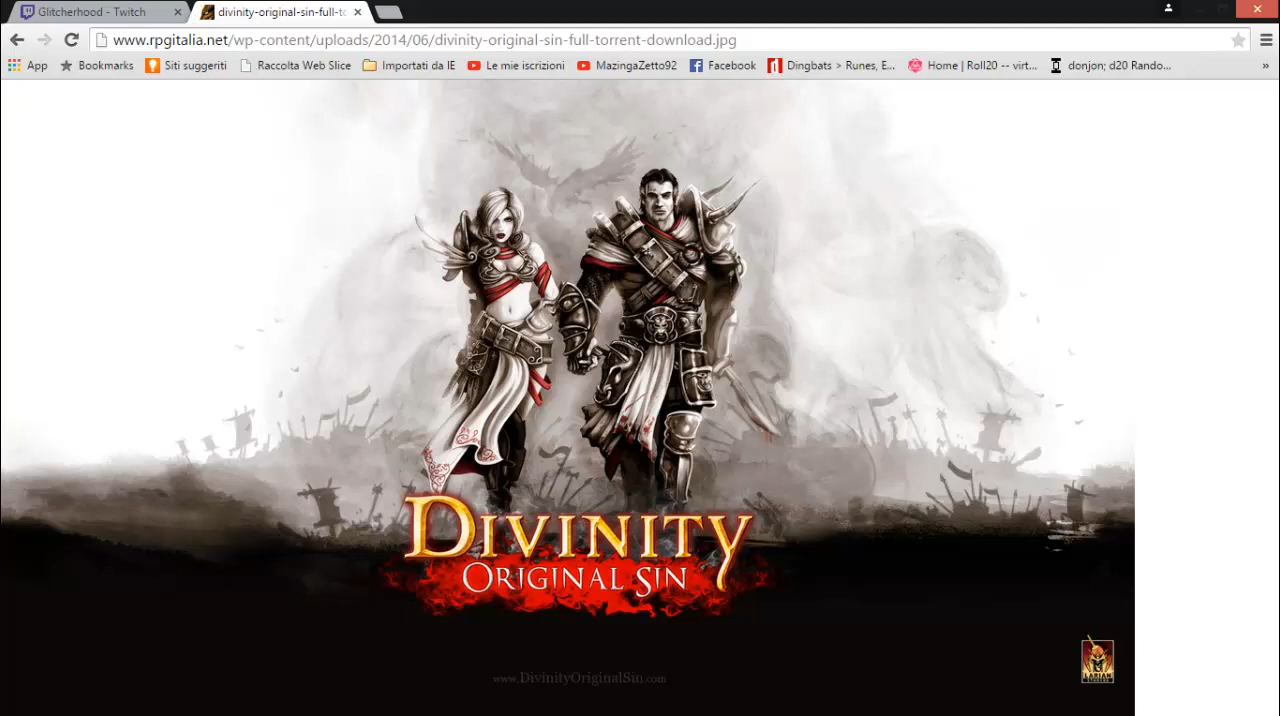 Glitcherhood - Twitch
divinity-original-sin-full-to
www.rpgitalia.net/wp-content/uploads/2014/06/divinity-original-sin-full-torrent-download.jpg
App Bookmarks Siti suggeriti Raccolta Web Slice Importati da IE Le mie iscrizioni MazingaZetto92 Facebook Dingbats > Runes, E... Home | Roll20 -- virt... donjon; d20 Rando... »
DIVINITY
ORIGINAL SIN
www.DivinityOriginalSin.com
LARIAN
STUDIOS